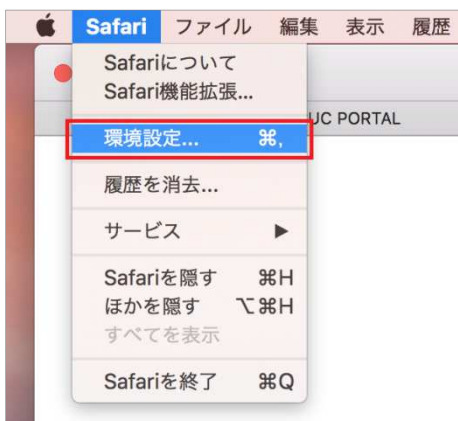 Safari ファイル 編集 表示 履歴
Safariについて
Safari機能拡張...
UC PORTAL
環境設定... ⌘,
履歴を消去...
サービス ▶
Safariを隠す ⌘H
ほかを隠す ⌥⌘H
すべてを表示
Safariを終了 ⌘Q